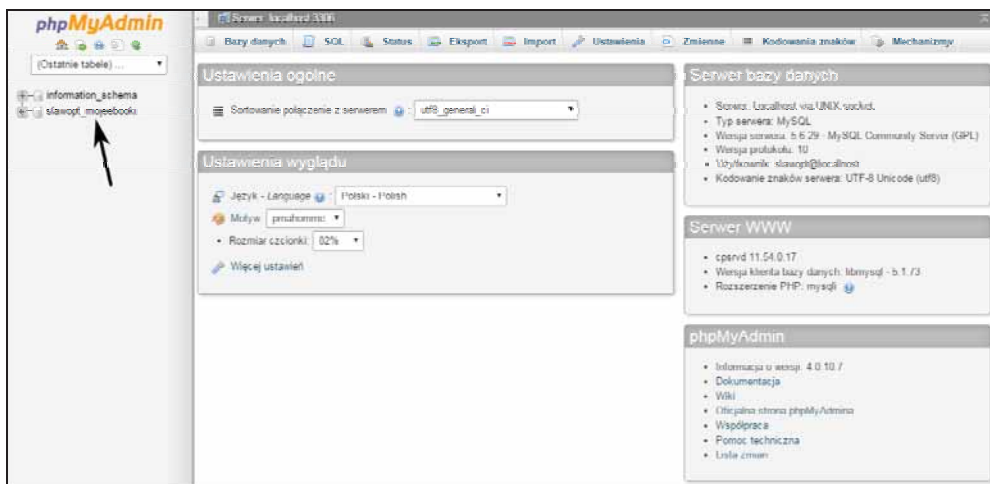 phpMyAdmin
(Ostatnie tabele) ...
information_schema
slawopt_mojeebooki
Serwer: localhost:3306
Bazy danych
SQL
Status
Eksport
Import
Ustawienia
Zmienne
Kodowania znaków
Mechanizmy
Ustawienia ogólne
Sortowanie połączenie z serwerem : utf8_general_ci
Ustawienia wyglądu
Język - Language : Polski - Polish
Motyw: pmahomme
• Rozmiar czcionki: 82%
Więcej ustawień
Serwer bazy danych
• Serwer: Localhost via UNIX socket
• Typ serwera: MySQL
• Wersja serwera: 5.6.29 - MySQL Community Server (GPL)
• Wersja protokołu: 10
• Użytkownik: slawopt@localhost
• Kodowanie znaków serwera: UTF-8 Unicode (utf8)
Serwer WWW
• cpsrvd 11.54.0.17
• Wersja klienta bazy danych: libmysql - 5.1.73
• Rozszerzenie PHP: mysqli
phpMyAdmin
• Informacja o wersji: 4.0.10.7
• Dokumentacja
• Wiki
• Oficjalna strona phpMyAdmina
• Współpraca
• Pomoc techniczna
• Lista zmian